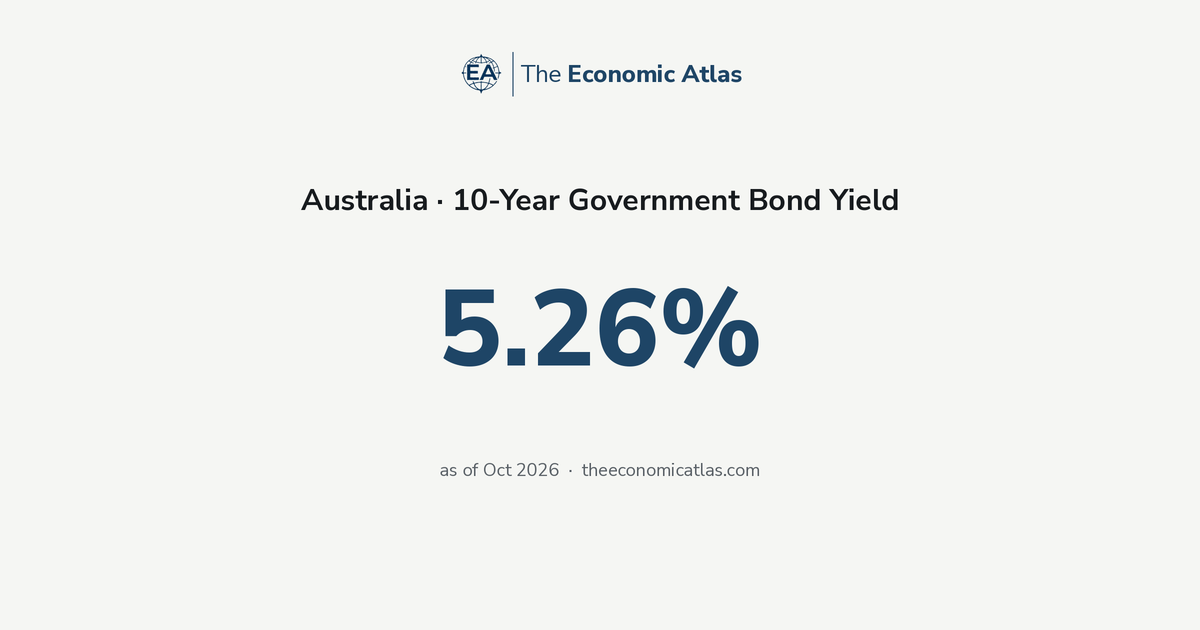 EA The Economic Atlas
Australia · 10-Year Government Bond Yield
5.26%
as of Oct 2026 · theeconomicatlas.com